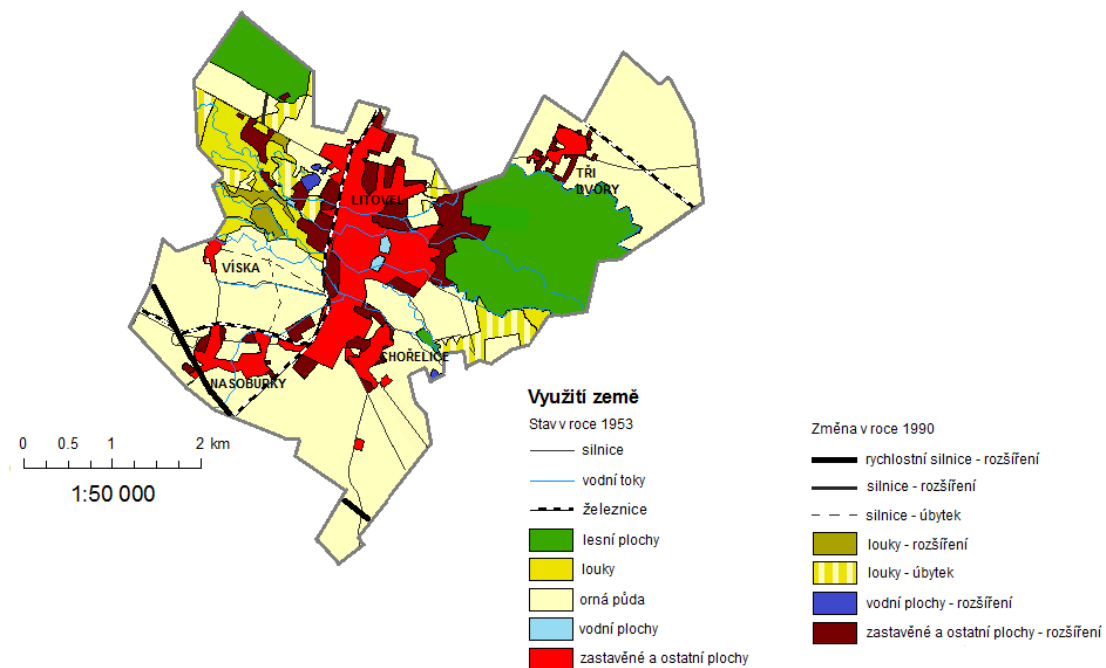 LITOVEL
TŘI
DVORY
VÍSKA
CHOŘELICE
NASOBŮRKY
0 0.5 1 2 km
1:50 000
Využití země
Stav v roce 1953
silnice
vodní toky
železnice
lesní plochy
louky
orná půda
vodní plochy
zastavěné a ostatní plochy
Změna v roce 1990
rychlostní silnice - rozšíření
silnice - rozšíření
silnice - úbytek
louky - rozšíření
louky - úbytek
vodní plochy - rozšíření
zastavěné a ostatní plochy - rozšíření